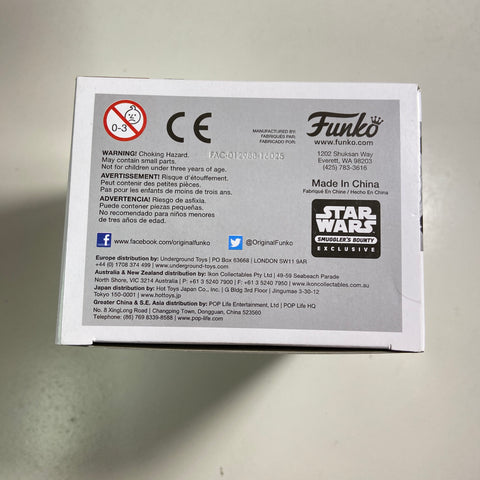 0-3
CE
MANUFACTURED BY:
FABRIQUÉ PAR:
FABRICADO POR:
Funko
www.funko.com
1202 Shuksan Way
Everett, WA 98203
(425) 783-3616
WARNING! Choking Hazard.
May contain small parts.
Not for children under three years of age.
AVERTISSEMENT! Risque d'étouffement.
Peut contenir des petites pièces.
Pas pour les enfants de moins de trois ans.
ADVERTENCIA! Riesgo de asfixia.
Puede contener piezas pequeñas.
No recomendado para niños menores
de tres años de edad.
Made In China
Fabriqué En Chine / Hecho En China
STAR
WARS
SMUGGLER'S BOUNTY
EXCLUSIVE
www.facebook.com/originalfunko
@OriginalFunko
Europe distribution by: Underground Toys | PO Box 63668 | LONDON SW11 9AR
+44 (0) 1708 374 499 | www.underground-toys.com
Australia & New Zealand distribution by: Ikon Collectables Pty Ltd | 49-59 Seabeach Parade
North Shore, VIC 3214 | P: +61 3 5240 7900 | F: +61 3 5240 7950 | www.ikoncollectables.com.au
Japan distribution by: Hot Toys Japan Co., Inc. | G Bldg 3rd Floor | Jingumae 3-30-12
Tokyo 150-0001 | www.hottoys.jp
Greater China & S.E. Asia distribution by: POP Life Entertainment, Ltd | POP Life HQ
No. 8 XingLong Road | Changping Town, Dongguan, China 523560
Telephone: (86) 769 8339-8588 | www.pop-life.com